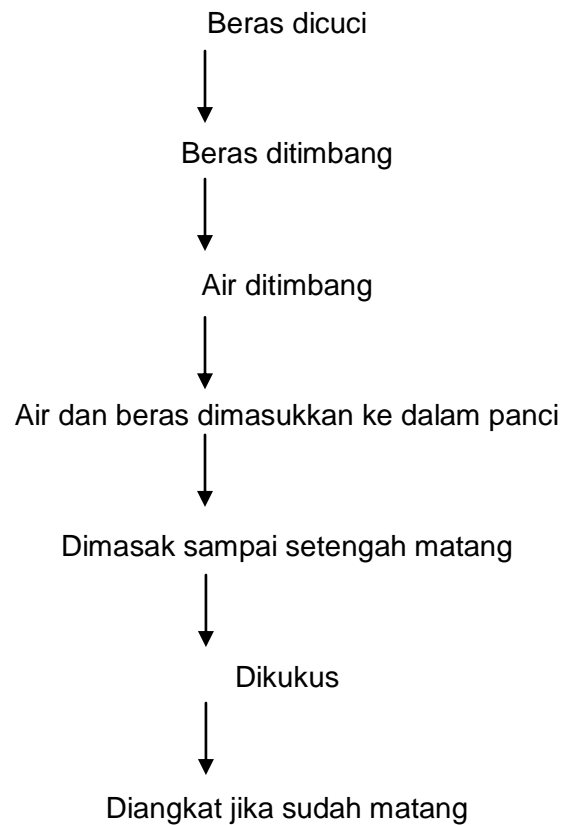 Beras dicuci
Beras ditimbang
Air ditimbang
Air dan beras dimasukkan ke dalam panci
Dimasak sampai setengah matang
Dikukus
Diangkat jika sudah matang